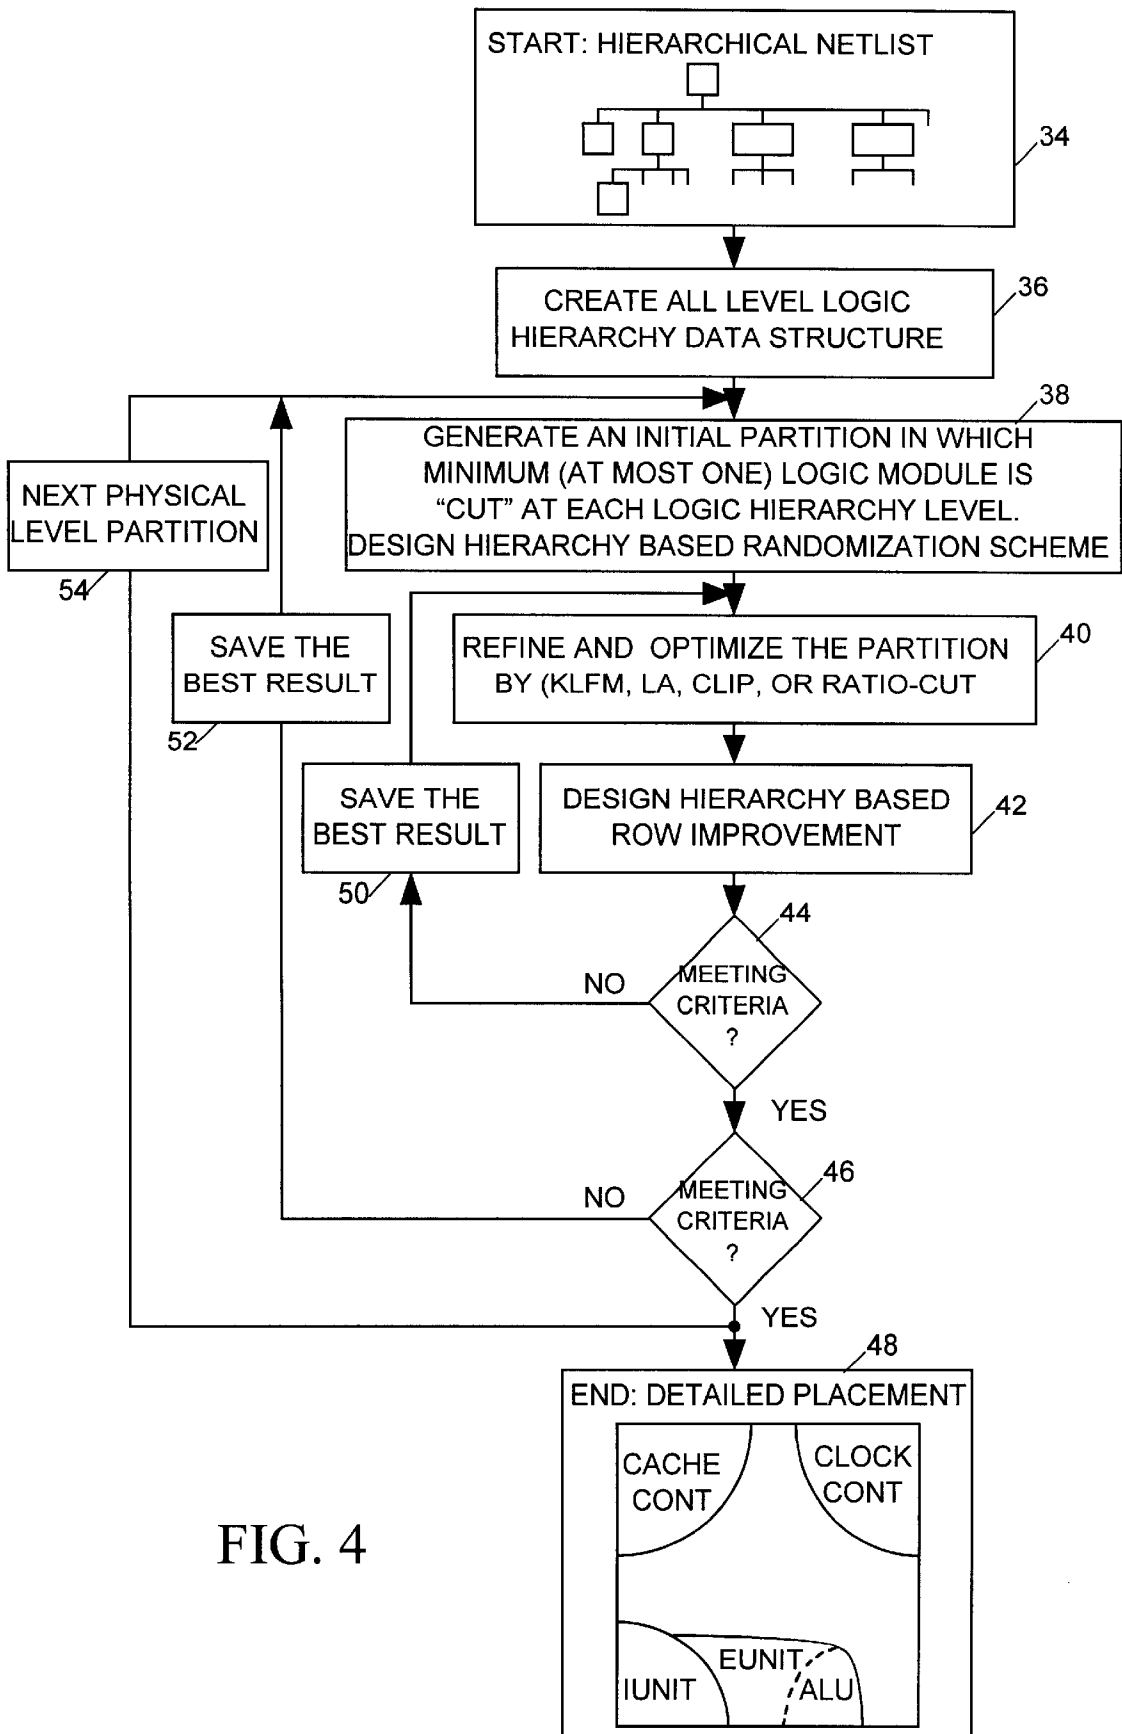 START: HIERARCHICAL NETLIST
34
CREATE ALL LEVEL LOGIC
HIERARCHY DATA STRUCTURE
36
GENERATE AN INITIAL PARTITION IN WHICH
MINIMUM (AT MOST ONE) LOGIC MODULE IS
“CUT” AT EACH LOGIC HIERARCHY LEVEL.
DESIGN HIERARCHY BASED RANDOMIZATION SCHEME
38
NEXT PHYSICAL
LEVEL PARTITION
54
SAVE THE
BEST RESULT
52
REFINE AND OPTIMIZE THE PARTITION
BY (KLFM, LA, CLIP, OR RATIO-CUT
40
SAVE THE
BEST RESULT
50
DESIGN HIERARCHY BASED
ROW IMPROVEMENT
42
44
MEETING
CRITERIA
?
NO
YES
46
MEETING
CRITERIA
?
NO
YES
48
END: DETAILED PLACEMENT
CACHE
CONT
CLOCK
CONT
EUNIT
IUNIT
ALU
FIG. 4